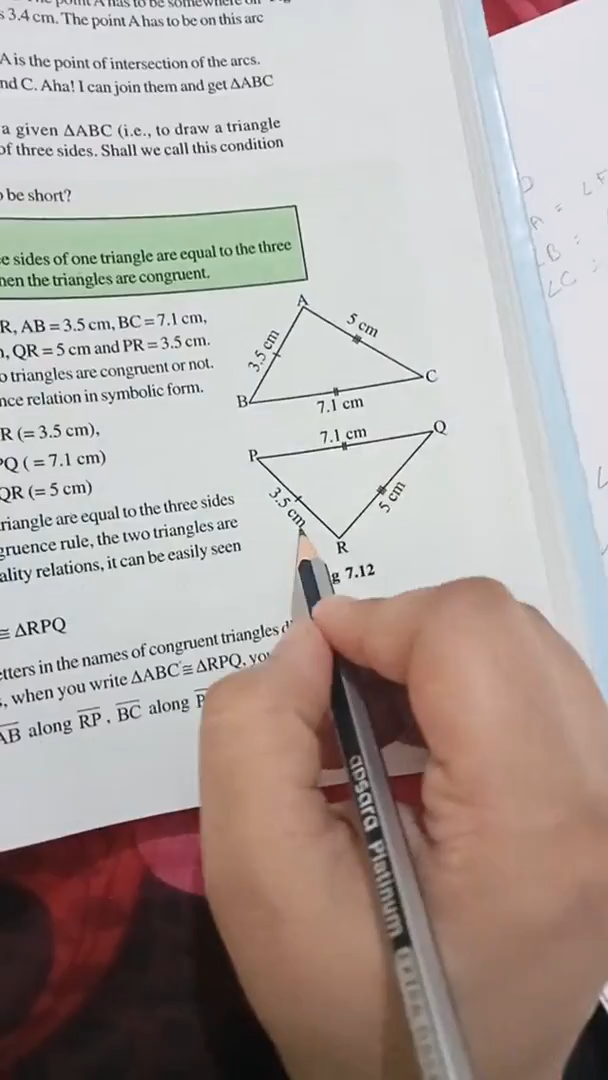 s 3.4 cm. The point A has to be on this arc
A is the point of intersection of the arcs.
nd C. Aha! I can join them and get ΔABC
a given ΔABC (i.e., to draw a triangle
of three sides. Shall we call this condition
be short?
e sides of one triangle are equal to the three
hen the triangles are congruent.
R, AB = 3.5 cm, BC = 7.1 cm,
, QR = 5 cm and PR = 3.5 cm.
o triangles are congruent or not.
nce relation in symbolic form.
A
3.5 cm
5 cm
B
C
7.1 cm
R (= 3.5 cm),
PQ ( = 7.1 cm)
QR (= 5 cm)
P
7.1 cm
Q
3.5 cm
5 cm
R
riangle are equal to the three sides
gruence rule, the two triangles are
ality relations, it can be easily seen
g 7.12
≅ ΔRPQ
etters in the names of congruent triangles
, when you write ΔABC ≅ ΔRPQ, you
AB along RP , BC along P
apsara Platinum
A = ∠F
∠B =
∠C =